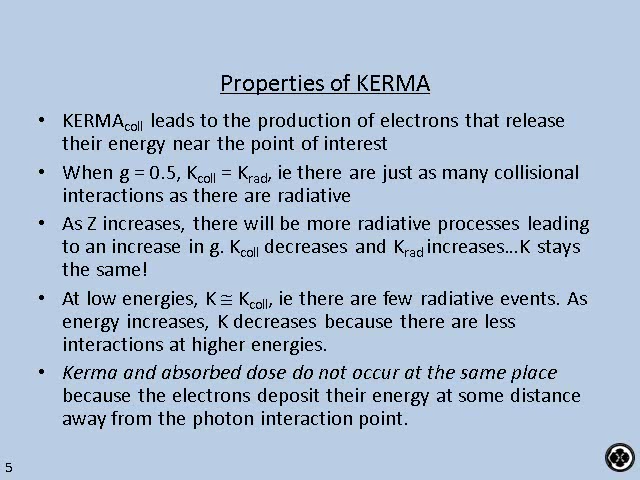 Properties of KERMA
• KERMAcoll leads to the production of electrons that release
their energy near the point of interest
• When g = 0.5, Kcoll = Krad, ie there are just as many collisional
interactions as there are radiative
• As Z increases, there will be more radiative processes leading
to an increase in g. Kcoll decreases and Krad increases…K stays
the same!
• At low energies, K ≅ Kcoll, ie there are few radiative events. As
energy increases, K decreases because there are less
interactions at higher energies.
• Kerma and absorbed dose do not occur at the same place
because the electrons deposit their energy at some distance
away from the photon interaction point.
5